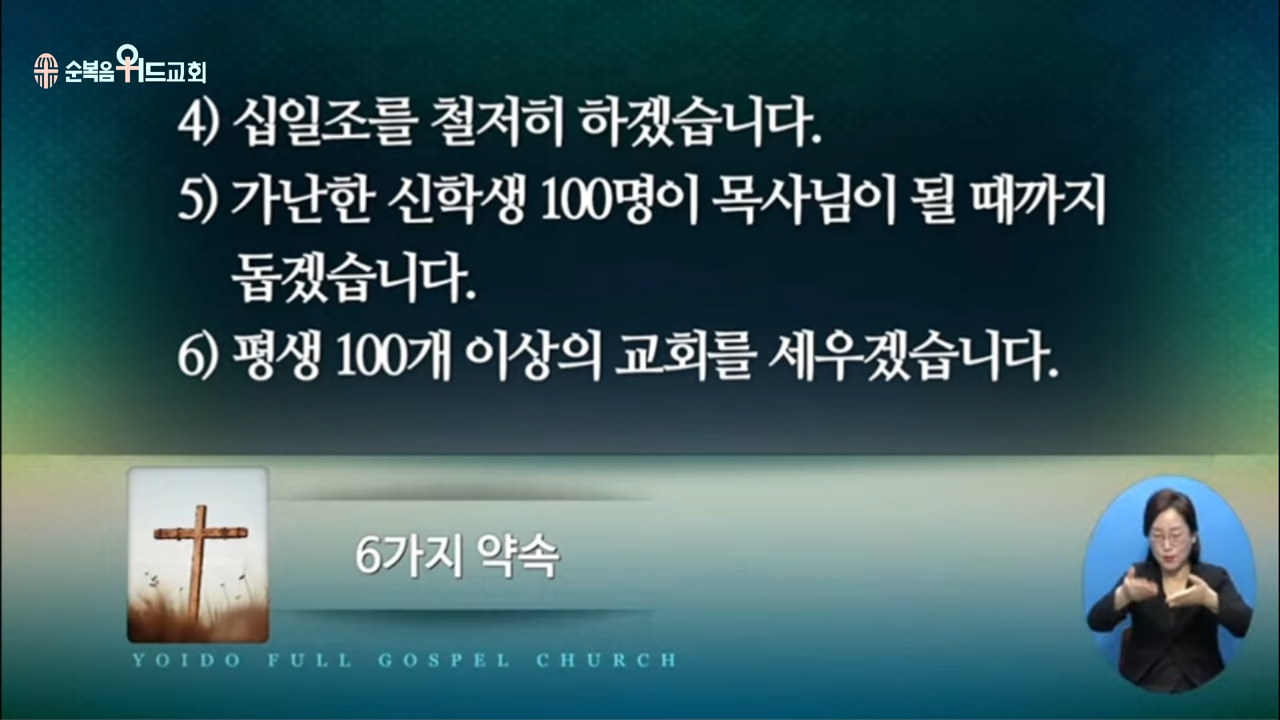 순복음위드교회
4) 십일조를 철저히 하겠습니다.
5) 가난한 신학생 100명이 목사님이 될 때까지
돕겠습니다.
6) 평생 100개 이상의 교회를 세우겠습니다.
6가지 약속
YOIDO FULL GOSPEL CHURCH